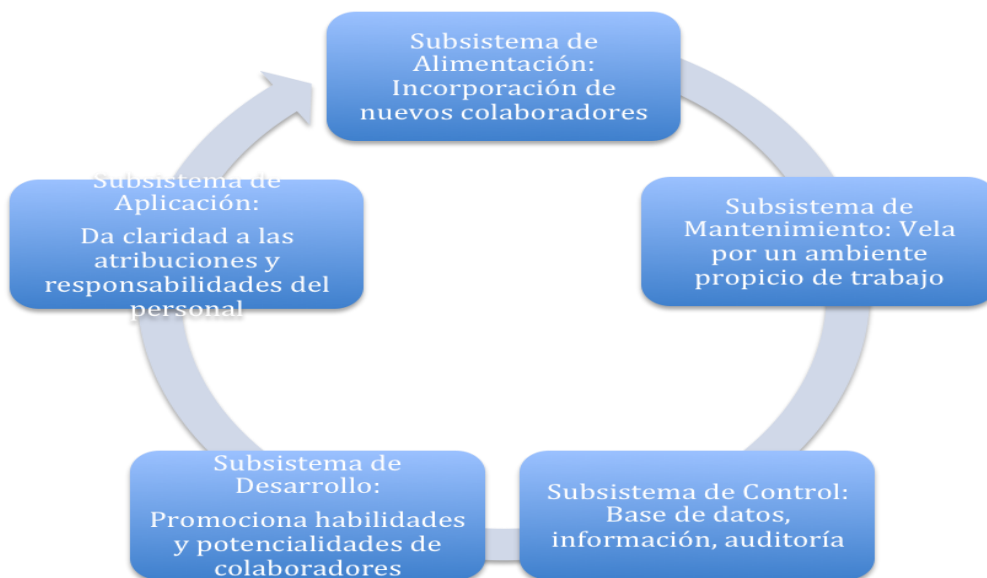 Subsistema de
Alimentación:
Incorporación de
nuevos colaboradores
Subsistema de
Mantenimiento: Vela
por un ambiente
propicio de trabajo
Subsistema de Control:
Base de datos,
información, auditoría
Subsistema de
Desarrollo:
Promociona habilidades
y potencialidades de
colaboradores
Subsistema de
Aplicación:
Da claridad a las
atribuciones y
responsabilidades del
personal